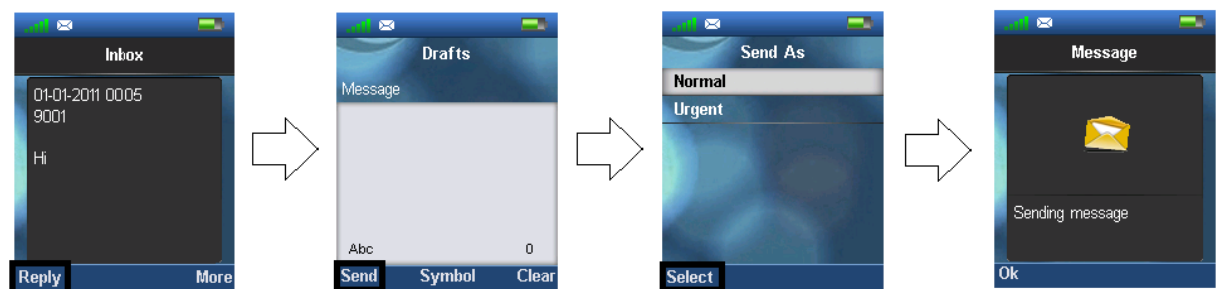 Inbox
01-01-2011 0005
9001
Hi
Reply More
Drafts
Message
Abc 0
Send Symbol Clear
Send As
Normal
Urgent
Select
Message
Sending message
Ok